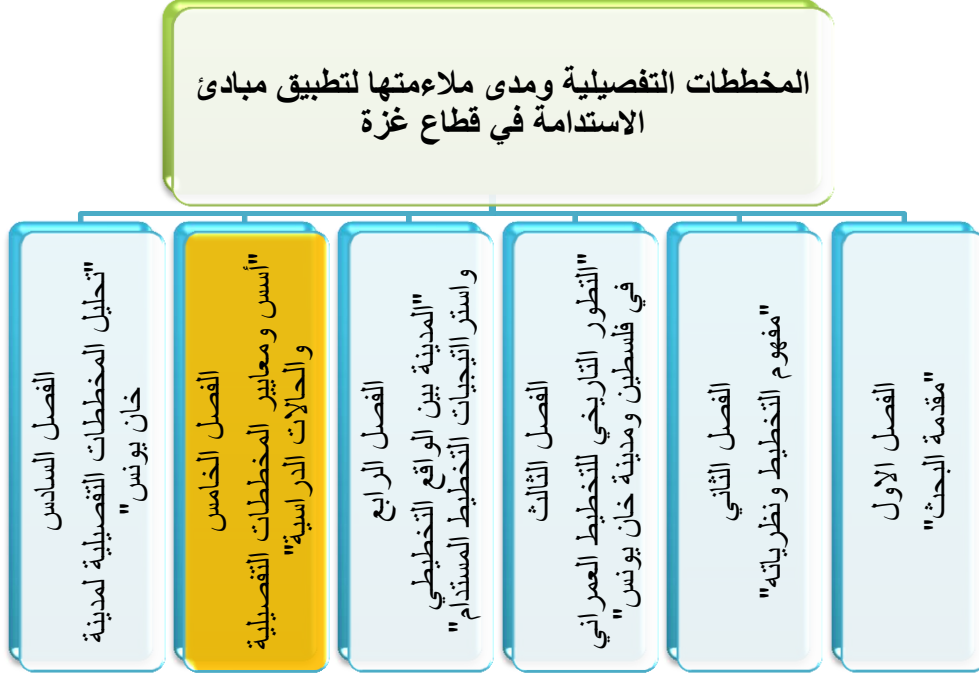 المخططات التفصيلية ومدى ملاءمتها لتطبيق مبادئ
الاستدامة في قطاع غزة
الفصل الاول
"مقدمة البحث"
الفصل الثاني
"مفهوم التخطيط ونظرياته"
الفصل الثالث
"التطور التاريخي للتخطيط العمراني
في فلسطين ومدينة خان يونس"
الفصل الرابع
"المدينة بين الواقع التخطيطي
واستراتيجيات التخطيط المستدام"
الفصل الخامس
"أسس ومعايير المخططات التفصيلية
والحالات الدراسية"
الفصل السادس
"تحليل المخططات التفصيلية لمدينة
خان يونس"